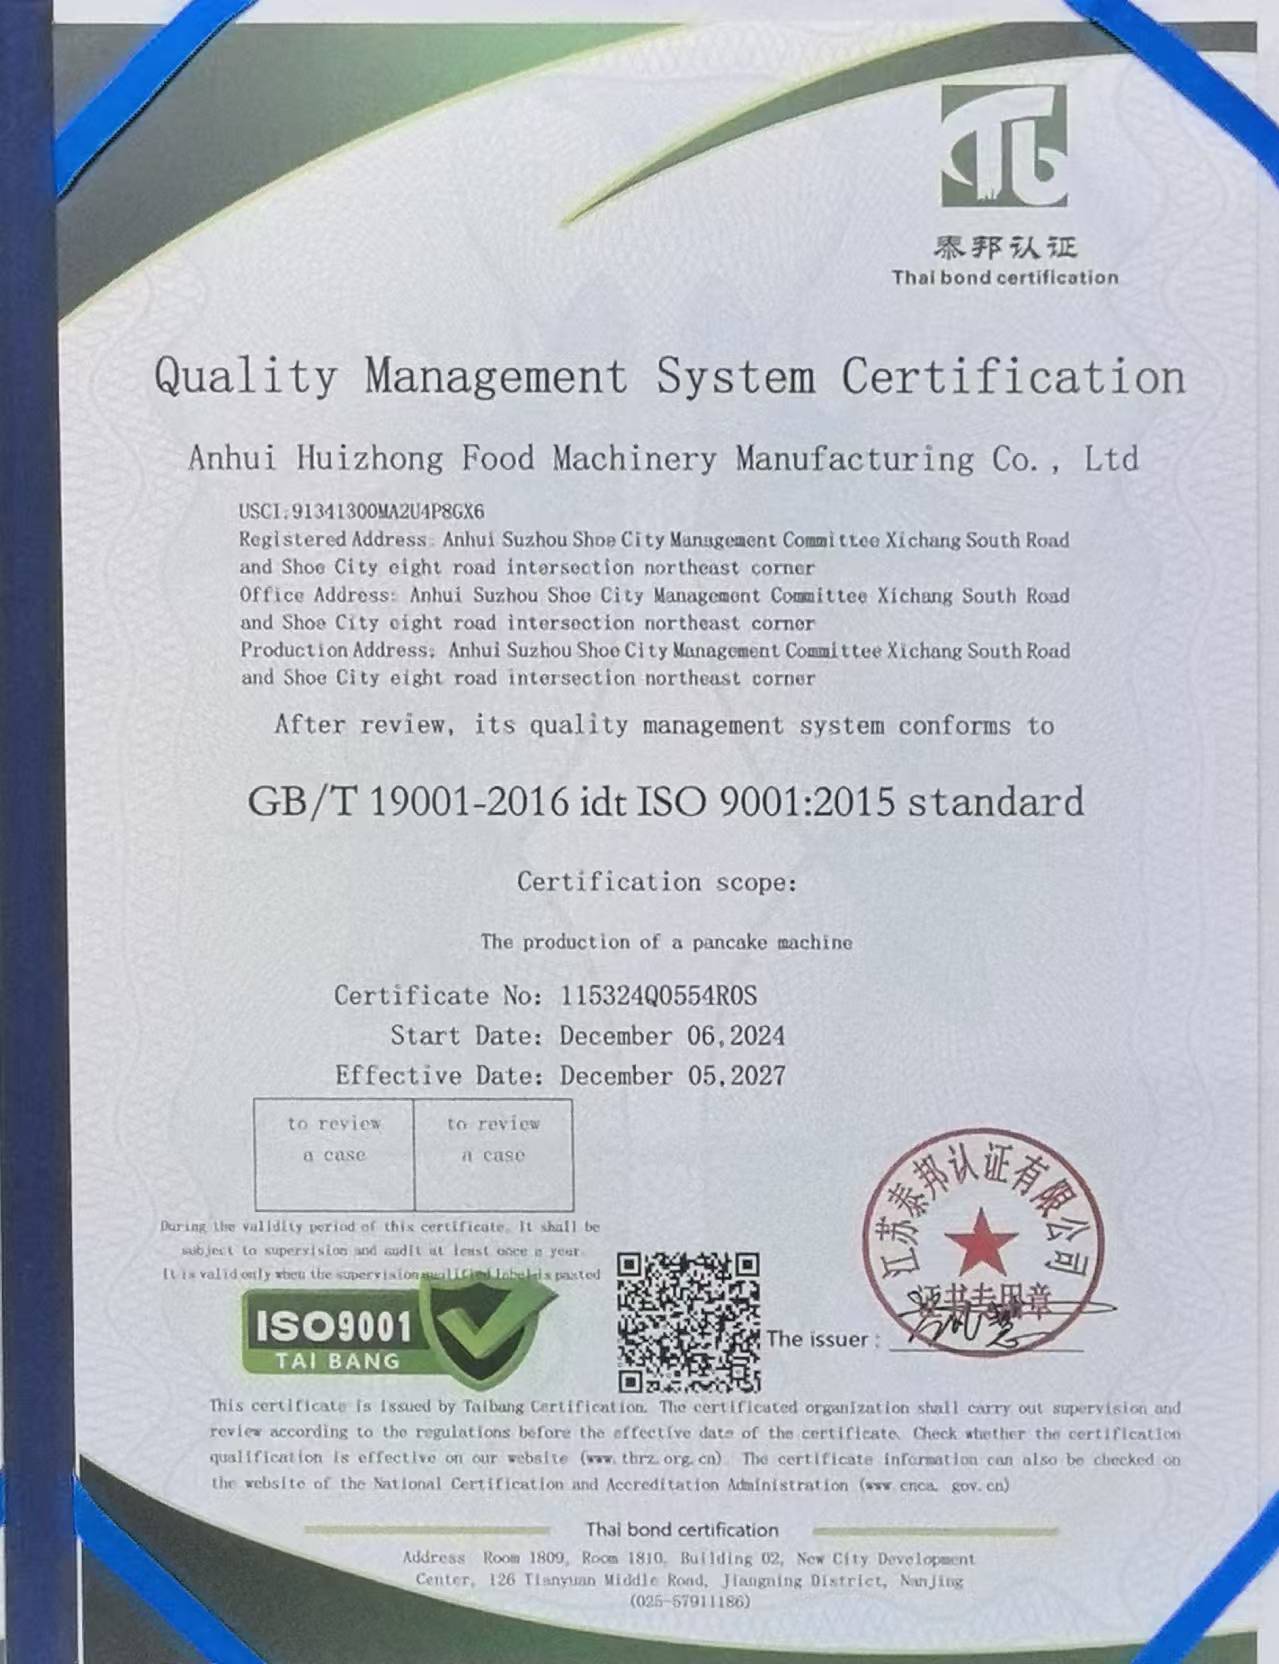 Tb
泰邦认证
Thai bond certification
Quality Management System Certification
Anhui Huizhong Food Machinery Manufacturing Co., Ltd
USCI:91341300MA2U4P8GX6
Registered Address: Anhui Suzhou Shoe City Management Committee Xichang South Road
and Shoe City eight road intersection northeast corner
Office Address: Anhui Suzhou Shoe City Management Committee Xichang South Road
and Shoe City eight road intersection northeast corner
Production Address: Anhui Suzhou Shoe City Management Committee Xichang South Road
and Shoe City eight road intersection northeast corner
After review, its quality management system conforms to
GB/T 19001-2016 idt ISO 9001:2015 standard
Certification scope:
The production of a pancake machine
Certificate No: 115324Q0554R0S
Start Date: December 06,2024
Effective Date: December 05,2027
to review
a case
to review
a case
During the validity period of this certificate. It shall be
subject to supervision and audit at least once a year.
It is valid only when the supervision qualified label is pasted
ISO9001
TAI BANG
江苏泰邦认证有限公司
证书专用章
The issuer:
This certificate is issued by Taibang Certification. The certificated organization shall carry out supervision and
review according to the regulations before the effective date of the certificate. Check whether the certification
qualification is effective on our website (www.thrz.org.cn). The certificate information can also be checked on
the website of the National Certification and Accreditation Administration (www.cnca. gov.cn)
Thai bond certification
Address Room 1809, Room 1810, Building 02, New City Development
Center, 126 Tianyuan Middle Road, Jiangning District, Nanjing
(025-57911186)